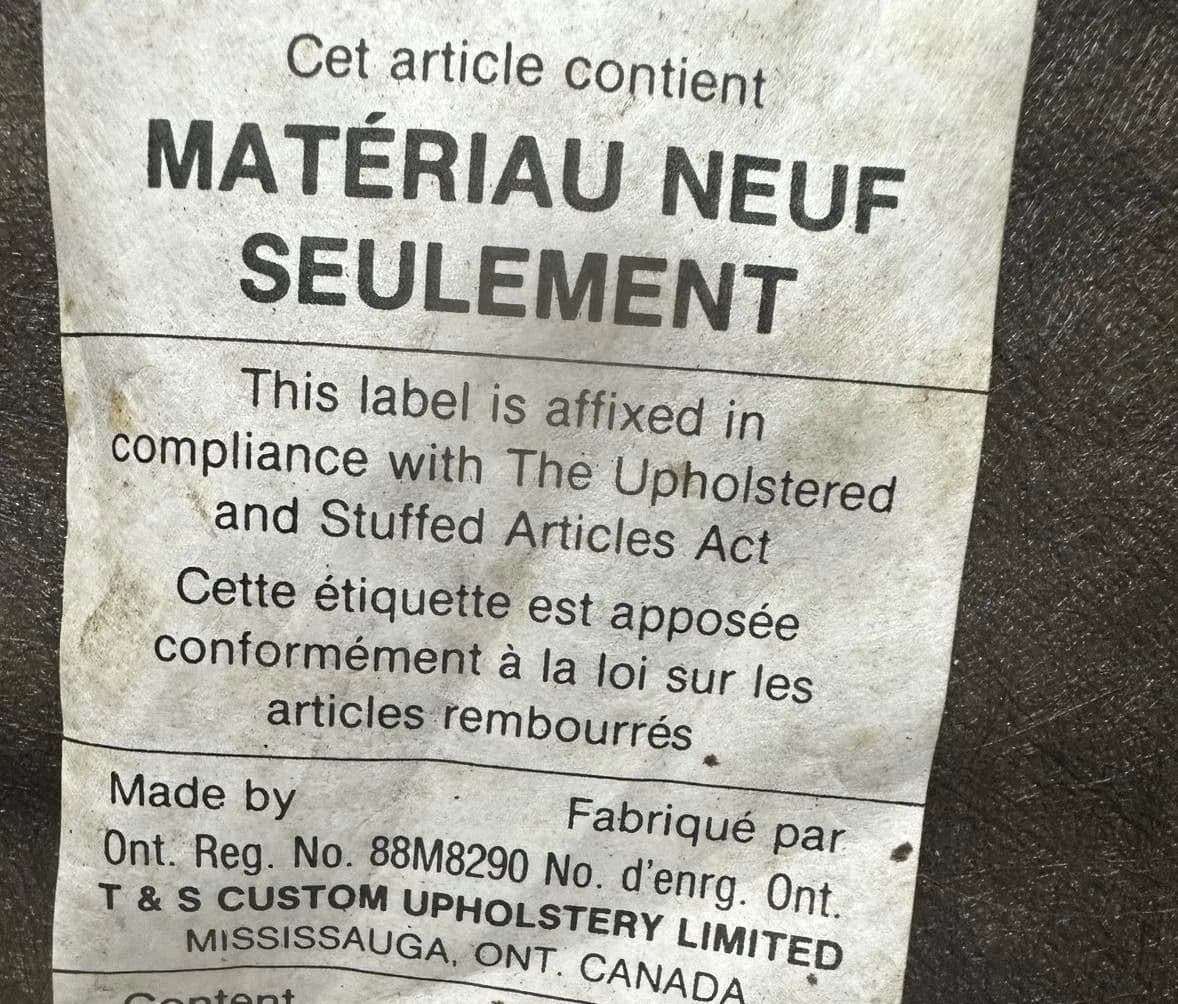 Cet article contient
MATÉRIAU NEUF
SEULEMENT
This label is affixed in
compliance with The Upholstered
and Stuffed Articles Act
Cette étiquette est apposée
conformément à la loi sur les
articles rembourrés
Made by Fabriqué par
Ont. Reg. No. 88M8290 No. d'enrg. Ont.
T & S CUSTOM UPHOLSTERY LIMITED
MISSISSAUGA, ONT. CANADA
Content